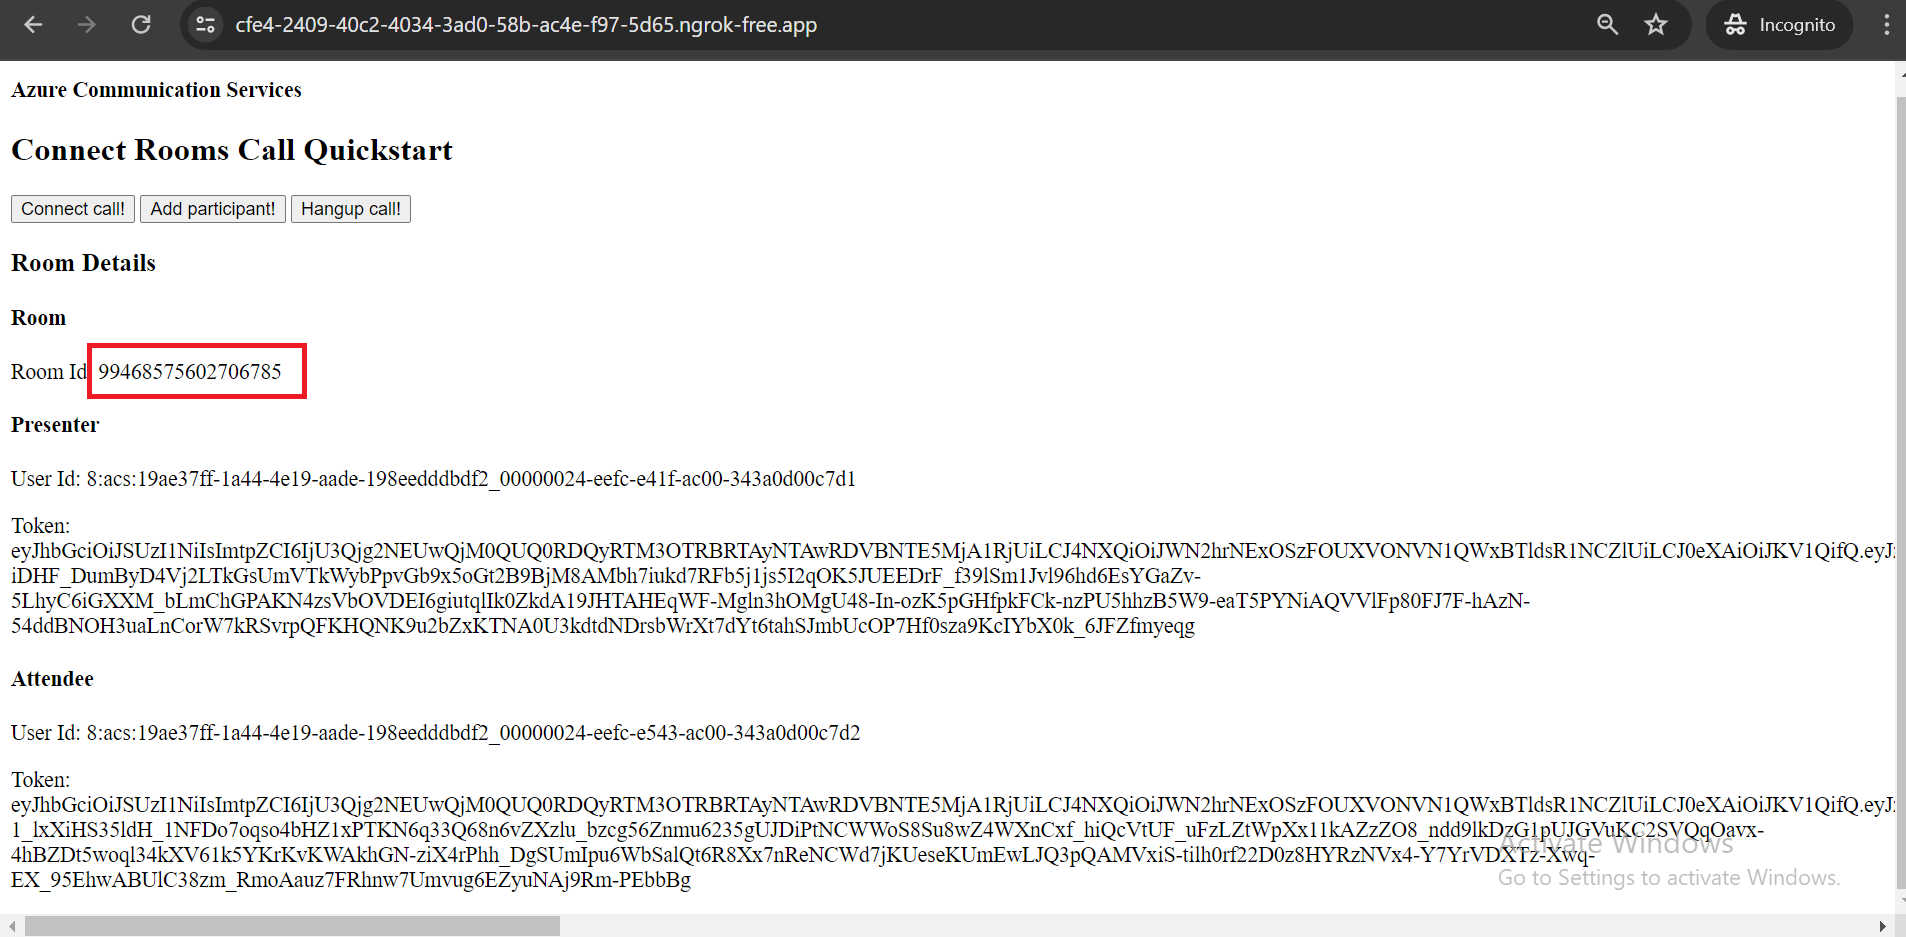 cfe4-2409-40c2-4034-3ad0-58b-ac4e-f97-5d65.ngrok-free.app
Incognito
Azure Communication Services
Connect Rooms Call Quickstart
Connect call! Add participant! Hangup call!
Room Details
Room
Room Id 99468575602706785
Presenter
User Id: 8:acs:19ae37ff-1a44-4e19-aade-198eedddbdf2_00000024-eefc-e41f-ac00-343a0d00c7d1
Token:
eyJhbGciOiJSUzI1NiIsImtpZCI6IjU3Qjg2NEUwQjM0QUQ0RDQyRTM3OTRBRTAyNTAwRDVBNTE5MjA1RjUiLCJ4NXQiOiJWN2hrNExOSzFOUXVONVN1QWxBTldsR1NCZlUiLCJ0eXAiOiJKV1QifQ.eyJ
iDHF_DumByD4Vj2LTkGsUmVTkWybPpvGb9x5oGt2B9BjM8AMbh7iukd7RFb5j1js5I2qOK5JUEEDrF_f39lSm1Jvl96hd6EsYGaZv-
5LhyC6iGXXM_bLmChGPAKN4zsVbOVDEI6giutqlIk0ZkdA19JHTAHEqWF-Mgln3hOMgU48-In-ozK5pGHfpkFCk-nzPU5hhzB5W9-eaT5PYNiAQVVlFp80FJ7F-hAzN-
54ddBNOH3uaLnCorW7kRSvrpQFKHQNK9u2bZxKTNA0U3kdtdNDrsbWrXt7dYt6tahSJmbUcOP7Hf0sza9KcIYbX0k_6JFZfmyeqg
Attendee
User Id: 8:acs:19ae37ff-1a44-4e19-aade-198eedddbdf2_00000024-eefc-e543-ac00-343a0d00c7d2
Token:
eyJhbGciOiJSUzI1NiIsImtpZCI6IjU3Qjg2NEUwQjM0QUQ0RDQyRTM3OTRBRTAyNTAwRDVBNTE5MjA1RjUiLCJ4NXQiOiJWN2hrNExOSzFOUXVONVN1QWxBTldsR1NCZlUiLCJ0eXAiOiJKV1QifQ.eyJ
1_lxXiHS35ldH_1NFDo7oqso4bHZ1xPTKN6q33Q68n6vZXzlu_bzcg56Znmu6235gUJDiPtNCWWoS8Su8wZ4WXnCxf_hiQcVtUF_uFzLZtWpXx11kAZzZO8_ndd9lkDzG1pUJGVuKC2SVQqOavx-
4hBZDt5woql34kXV61k5YKrKvKWAkhGN-ziX4rPhh_DgSUmIpu6WbSalQt6R8Xx7nReNCWd7jKUeseKUmEwLJQ3pQAMVxiS-tilh0rf22D0z8HYRzNVx4-Y7YrVDXTz-Xwq-
EX_95EhwABUlC38zm_RmoAauz7FRhnw7Umvug6EZyuNAj9Rm-PEbbBg
Activate Windows
Go to Settings to activate Windows.